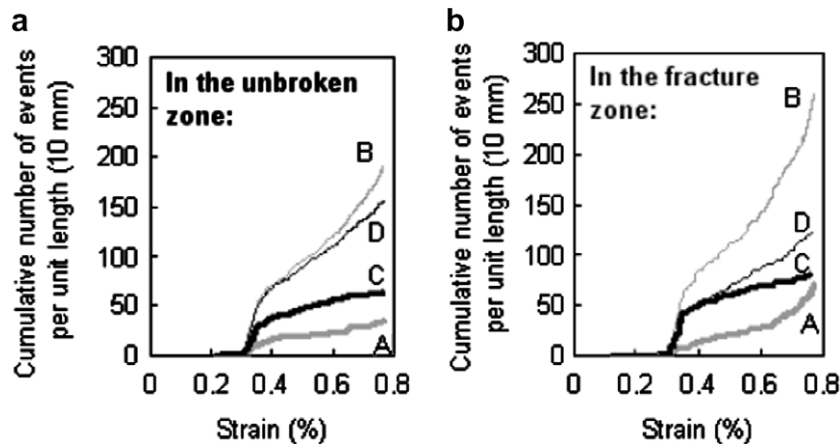 a
Cumulative number of events
per unit length (10 mm)
300
250
200
150
100
50
0
In the unbroken
zone:
B
D
C
A
0 0.2 0.4 0.6 0.8
Strain (%)
b
Cumulative number of events
per unit length (10 mm)
300
250
200
150
100
50
0
In the fracture
zone:
B
D
C
A
0 0.2 0.4 0.6 0.8
Strain (%)